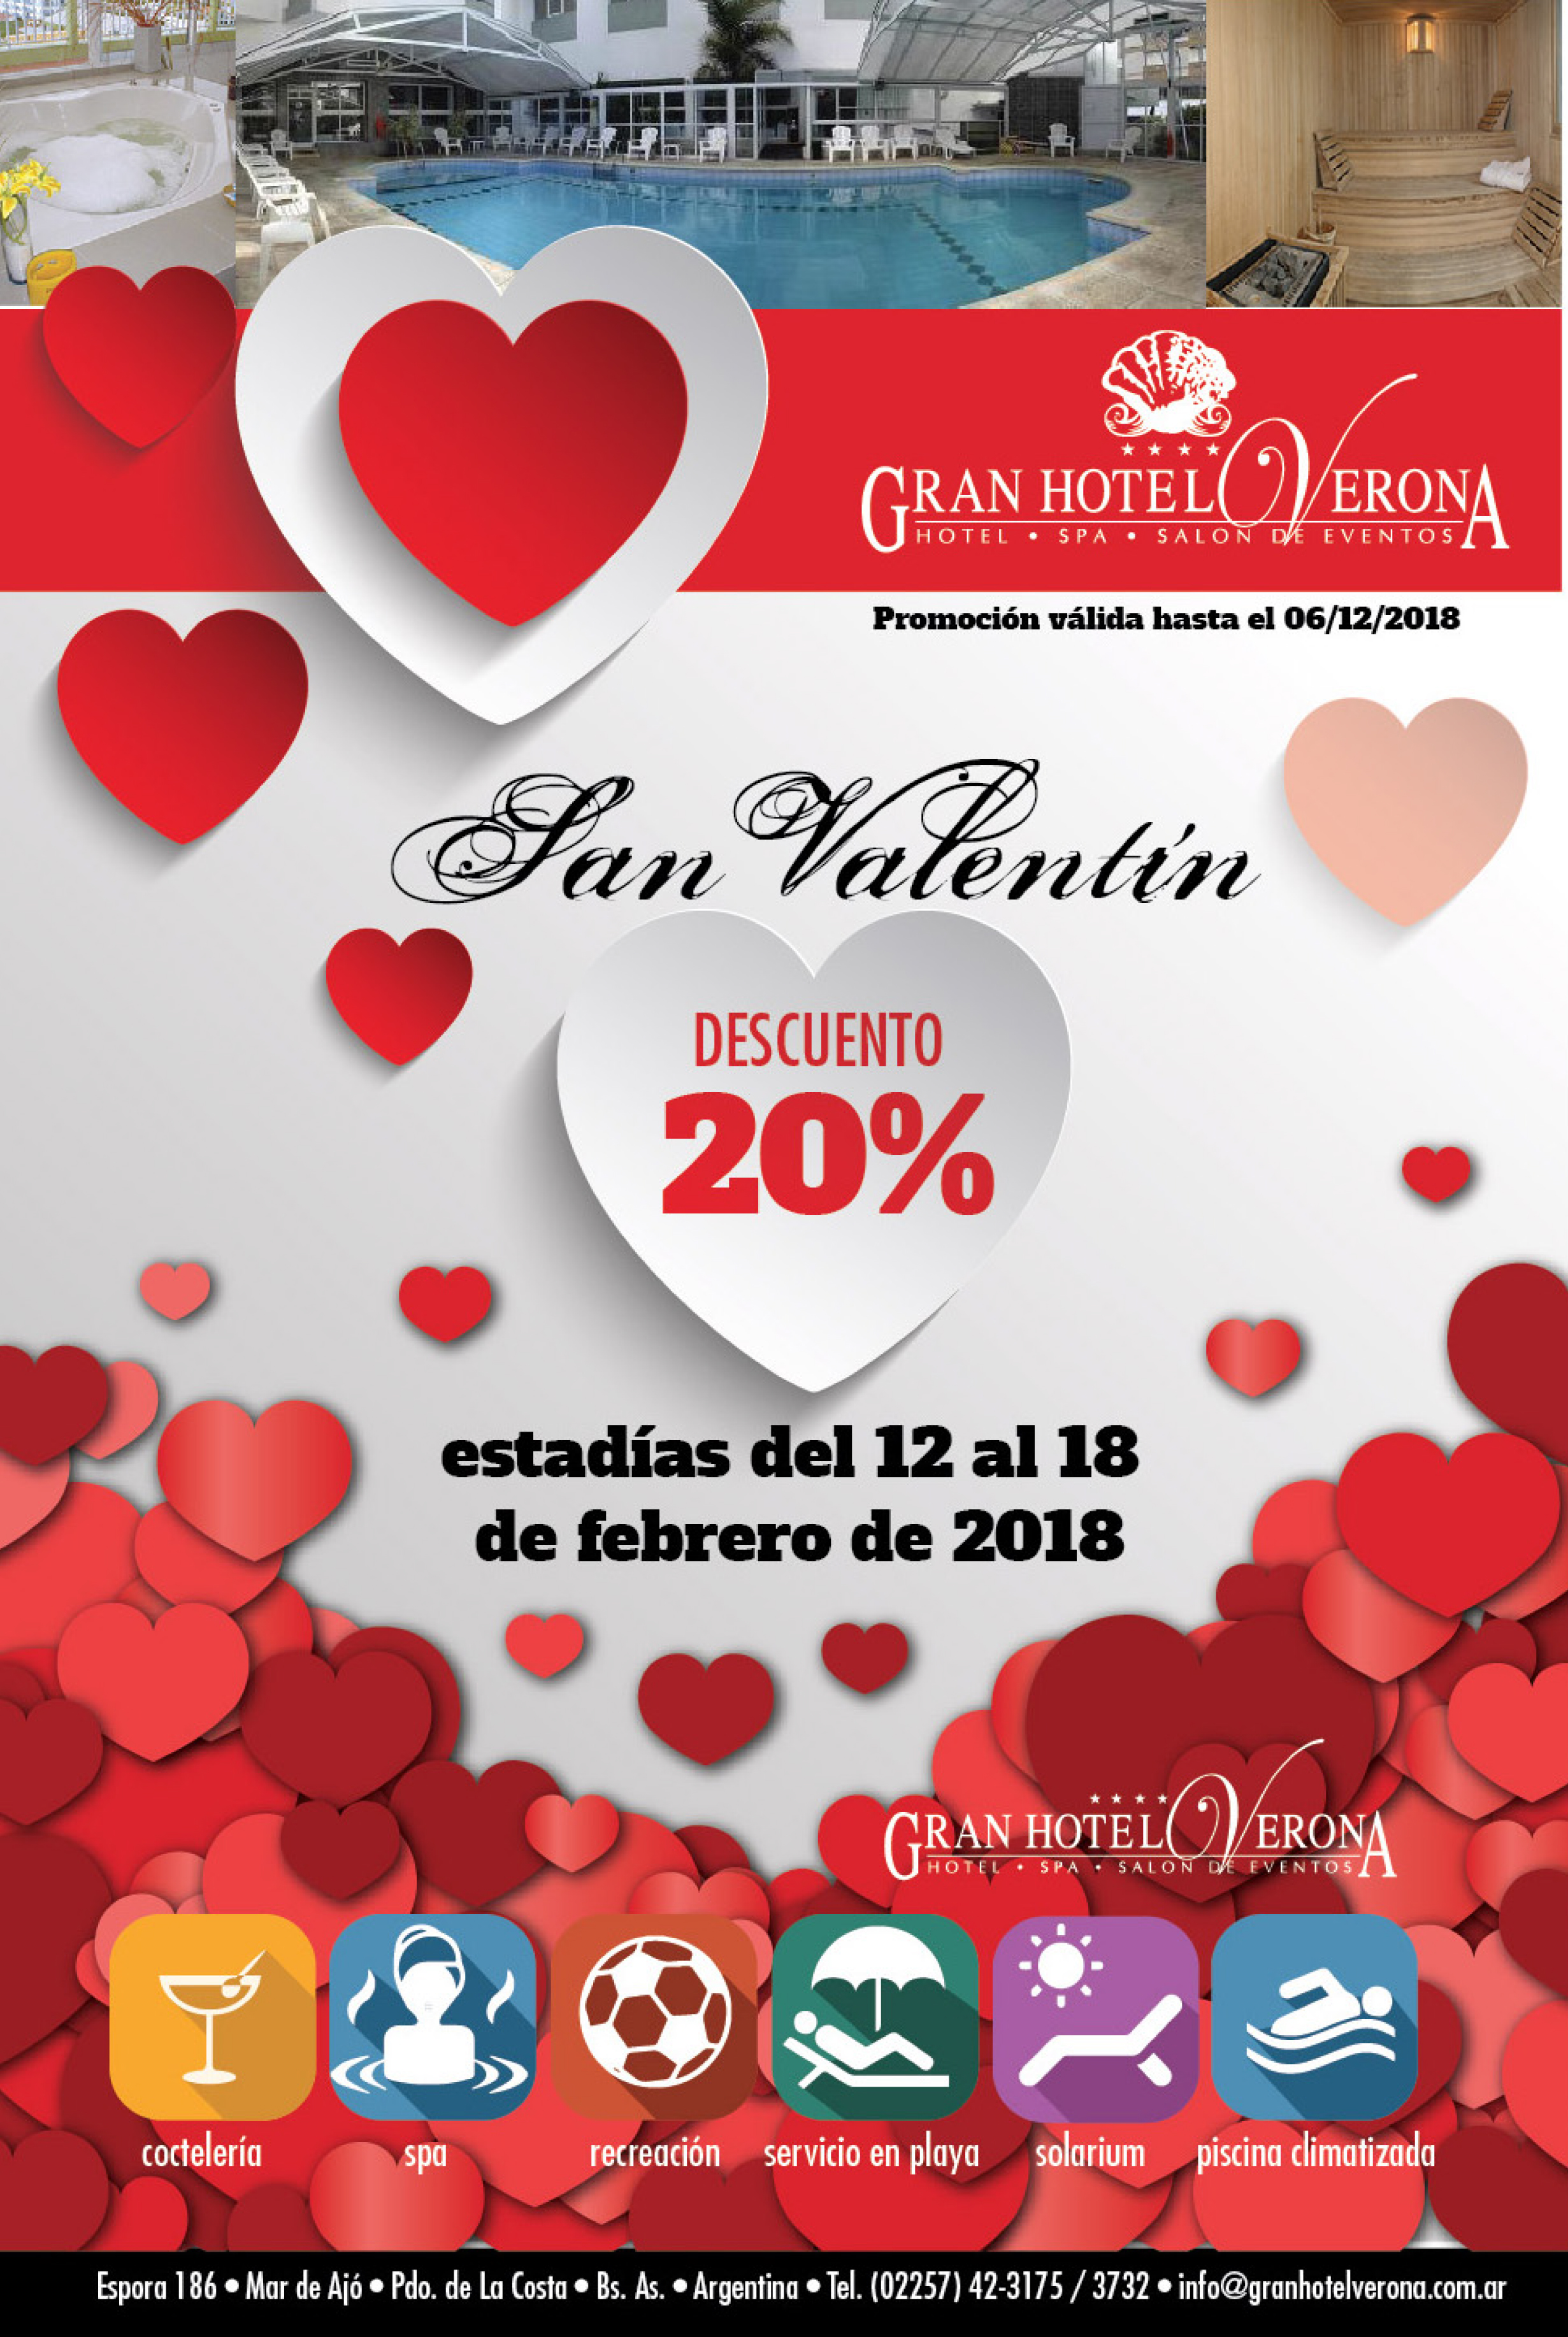 GRAN HOTEL VERONA
HOTEL • SPA • SALON DE EVENTOS
Promoción válida hasta el 06/12/2018
San Valentín
DESCUENTO
20%
estadías del 12 al 18
de febrero de 2018
GRAN HOTEL VERONA
HOTEL • SPA • SALON DE EVENTOS
coctelería spa recreación servicio en playa solarium piscina climatizada
Espora 186 • Mar de Ajó • Pdo. de La Costa • Bs. As. • Argentina • Tel. (02257) 42-3175 / 3732 • info@granhotelverona.com.ar